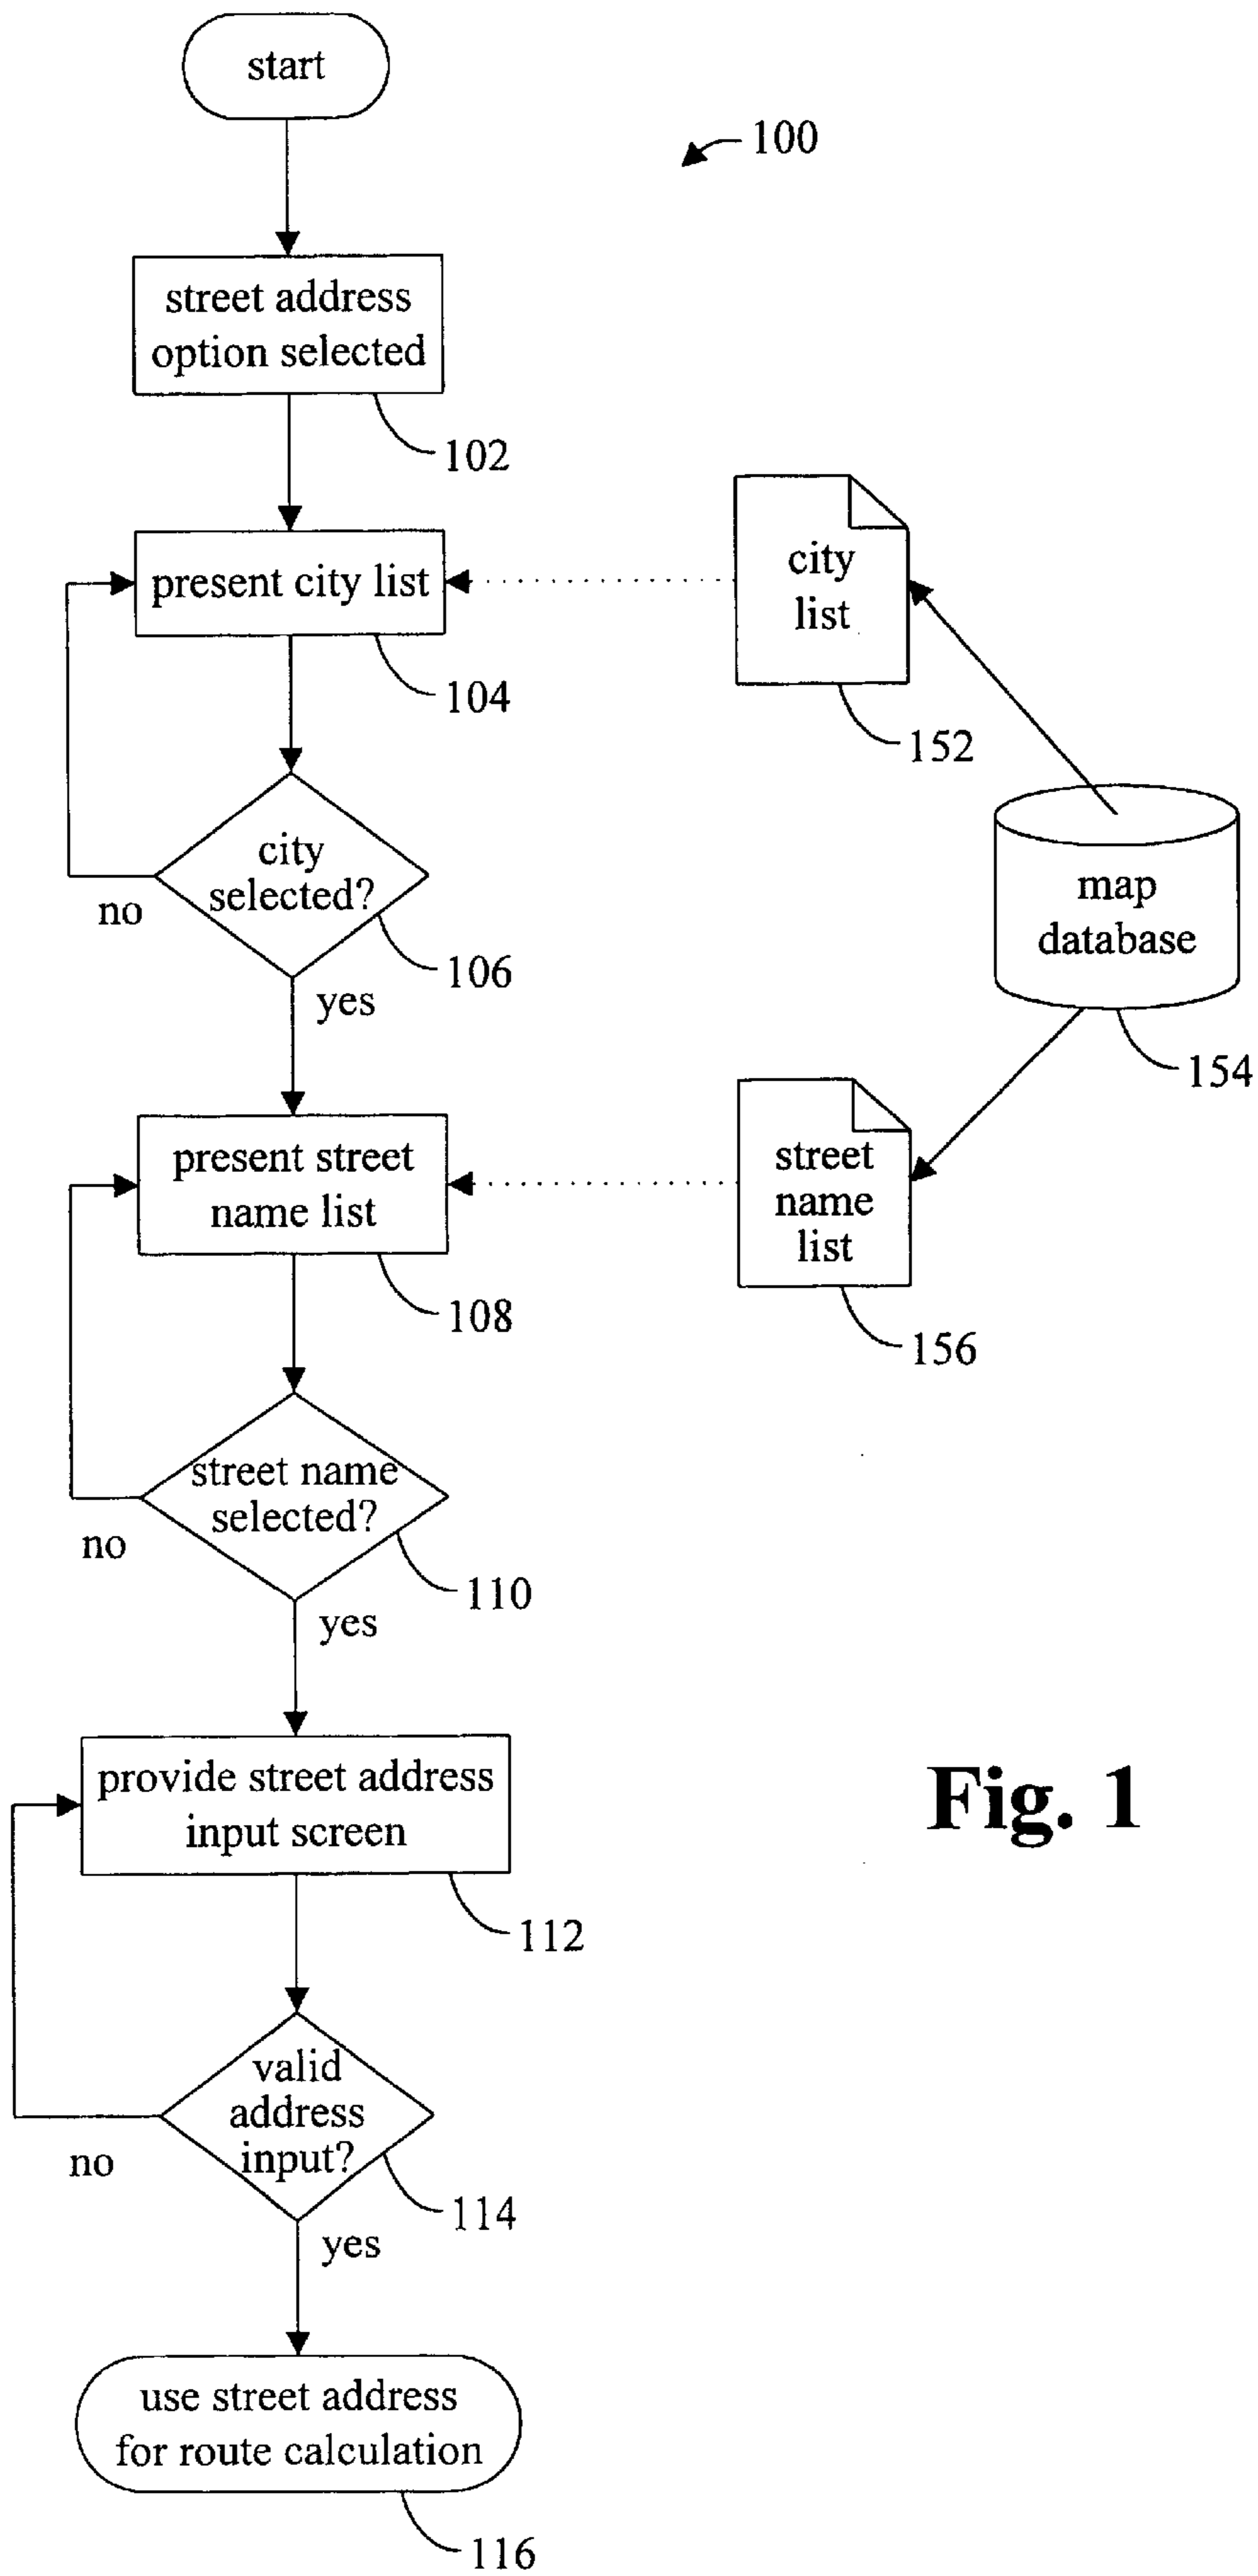 start
100
street address
option selected
102
present city list
104
city
list
152
city
selected?
no
106
yes
map
database
154
present street
name list
108
street
name
list
156
street name
selected?
no
110
yes
provide street address
input screen
112
Fig. 1
valid
address
input?
no
114
yes
use street address
for route calculation
116